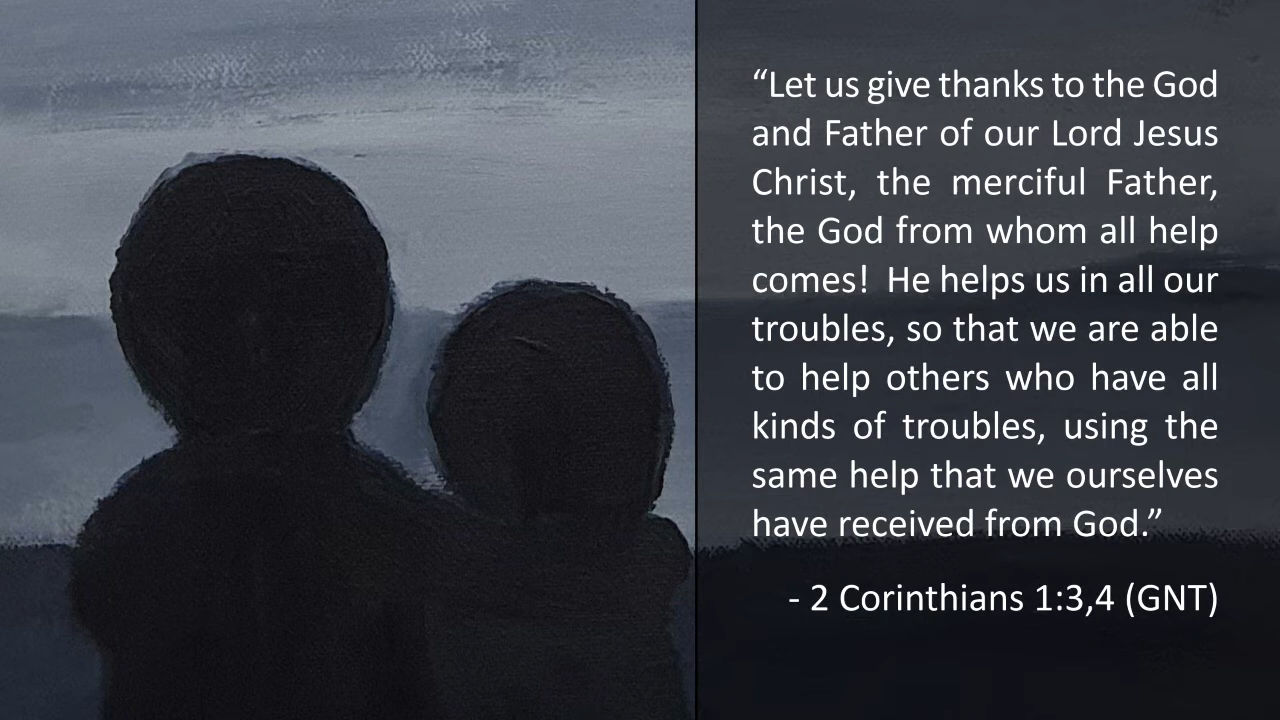 “Let us give thanks to the God
and Father of our Lord Jesus
Christ, the merciful Father,
the God from whom all help
comes!  He helps us in all our
troubles, so that we are able
to help others who have all
kinds of troubles, using the
same help that we ourselves
have received from God.”
- 2 Corinthians 1:3,4 (GNT)